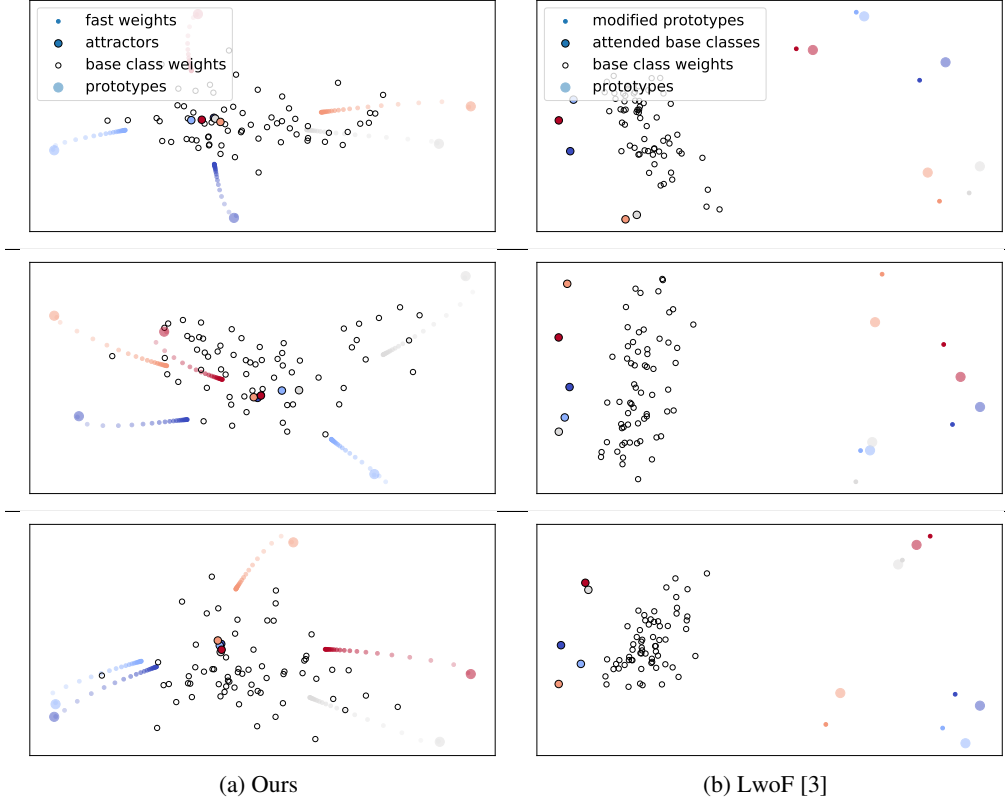 fast weights
attractors
base class weights
prototypes
modified prototypes
attended base classes
base class weights
prototypes
(a) Ours
(b) LwoF [3]